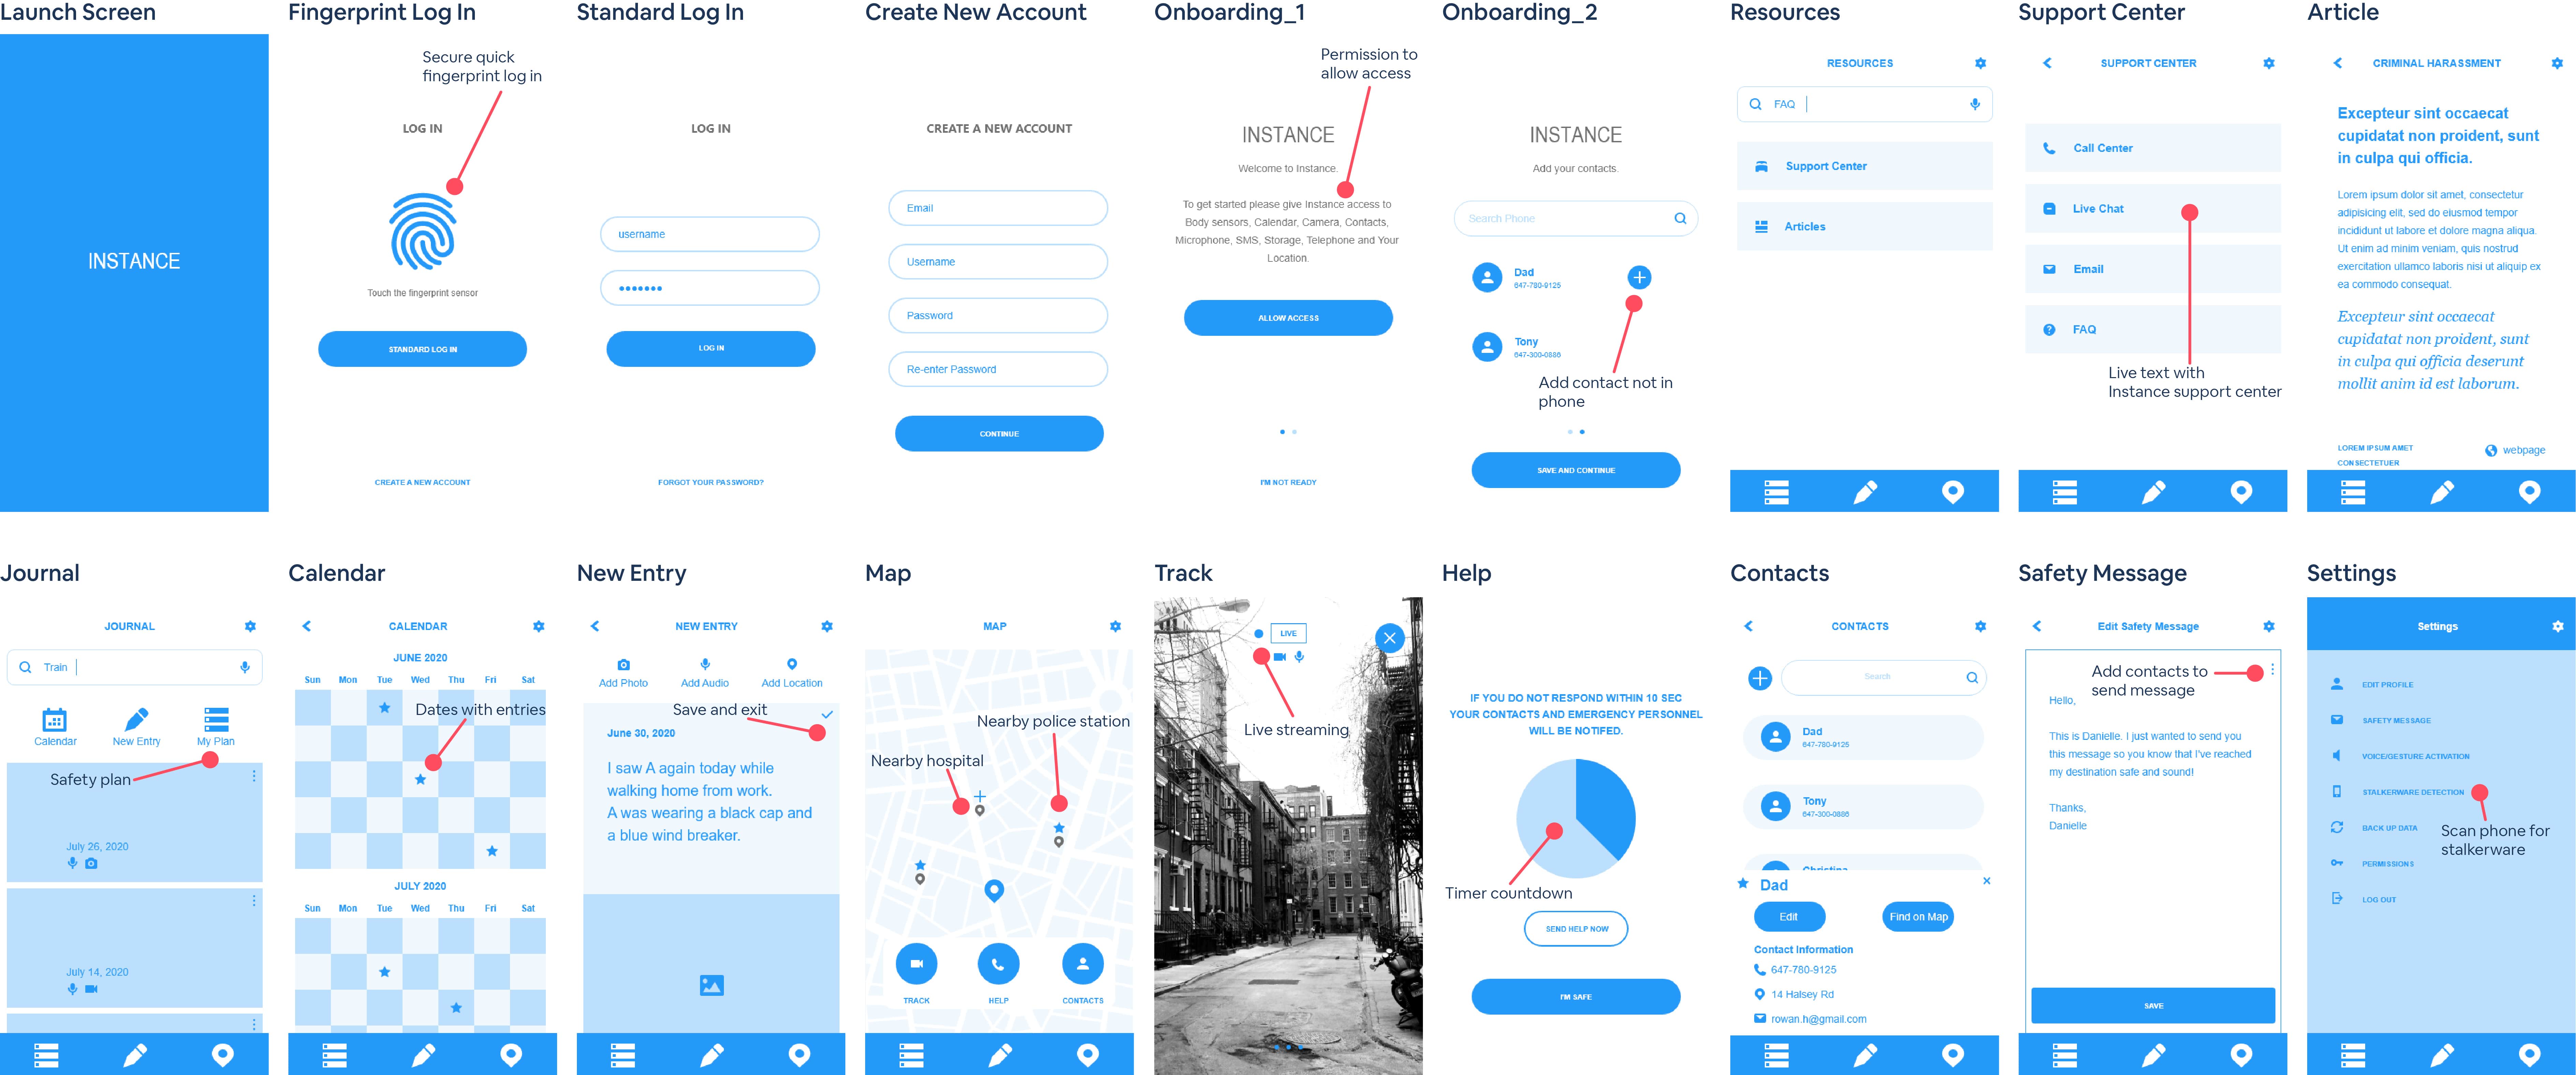 Launch Screen
INSTANCE
Fingerprint Log In
Secure quick
fingerprint log in
LOG IN
Touch the fingerprint sensor
STANDARD LOG IN
CREATE A NEW ACCOUNT
Standard Log In
LOG IN
username
LOG IN
FORGOT YOUR PASSWORD?
Create New Account
CREATE A NEW ACCOUNT
Email
Username
Password
Re-enter Password
CONTINUE
Onboarding_1
Permission to
allow access
INSTANCE
Welcome to Instance.
To get started please give Instance access to
Body sensors, Calendar, Camera, Contacts,
Microphone, SMS, Storage, Telephone and Your
Location.
ALLOW ACCESS
I'M NOT READY
Onboarding_2
INSTANCE
Add your contacts.
Search Phone
Dad
647-780-9125
Tony
647-300-0886
Add contact not in
phone
SAVE AND CONTINUE
Resources
RESOURCES
FAQ
Support Center
Articles
Support Center
SUPPORT CENTER
Call Center
Live Chat
Email
FAQ
Live text with
Instance support center
Article
CRIMINAL HARASSMENT
Excepteur sint occaecat
cupidatat non proident, sunt
in culpa qui officia.
Lorem ipsum dolor sit amet, consectetur
adipisicing elit, sed do eiusmod tempor
incididunt ut labore et dolore magna aliqua.
Ut enim ad minim veniam, quis nostrud
exercitation ullamco laboris nisi ut aliquip ex
ea commodo consequat.
Excepteur sint occaecat
cupidatat non proident, sunt
in culpa qui officia deserunt
mollit anim id est laborum.
LOREM IPSUM AMET
CONSECTETUER
webpage
Journal
JOURNAL
Train
Calendar
New Entry
My Plan
Safety plan
July 26, 2020
July 14, 2020
Calendar
CALENDAR
JUNE 2020
Sun Mon Tue Wed Thu Fri Sat
Dates with entries
JULY 2020
Sun Mon Tue Wed Thu Fri Sat
New Entry
NEW ENTRY
Add Photo
Add Audio
Add Location
Save and exit
June 30, 2020
I saw A again today while
walking home from work.
A was wearing a black cap and
a blue wind breaker.
Map
MAP
Nearby police station
Nearby hospital
TRACK
HELP
CONTACTS
Track
LIVE
Live streaming
Help
IF YOU DO NOT RESPOND WITHIN 10 SEC
YOUR CONTACTS AND EMERGENCY PERSONNEL
WILL BE NOTIFED.
Timer countdown
SEND HELP NOW
I'M SAFE
Contacts
CONTACTS
Search
Dad
647-780-9125
Tony
647-300-0886
Christina
Dad
Edit
Find on Map
Contact Information
647-780-9125
14 Halsey Rd
rowan.h@gmail.com
Safety Message
Edit Safety Message
Add contacts to
send message
Hello,
This is Danielle. I just wanted to send you
this message so you know that I've reached
my destination safe and sound!
Thanks,
Danielle
SAVE
Settings
Settings
EDIT PROFILE
SAFETY MESSAGE
VOICE/GESTURE ACTIVATION
STALKERWARE DETECTION
BACK UP DATA
Scan phone for
stalkerware
PERMISSIONS
LOG OUT